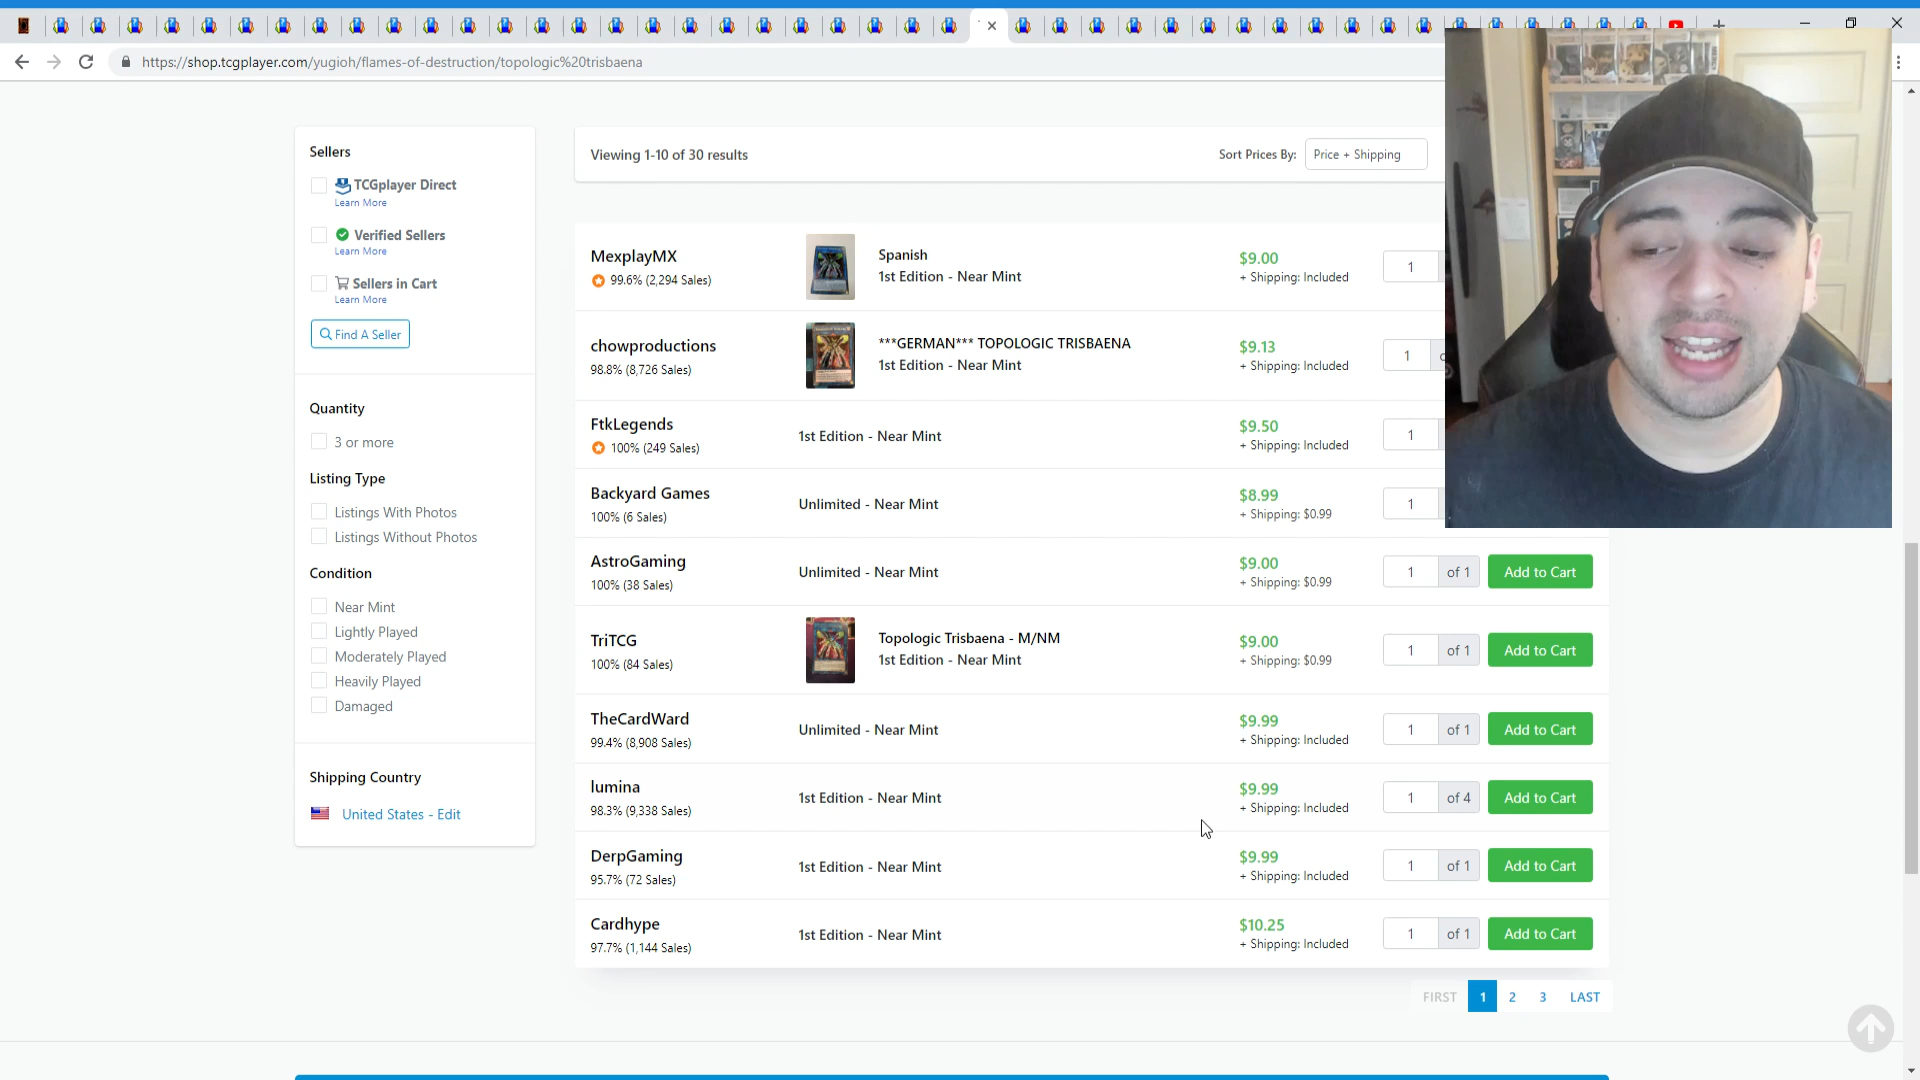 https://shop.tcgplayer.com/yugioh/flames-of-destruction/topologic%20trisbaena
Sellers
TCGplayer Direct
Learn More
Verified Sellers
Learn More
Sellers in Cart
Learn More
Find A Seller
Quantity
3 or more
Listing Type
Listings With Photos
Listings Without Photos
Condition
Near Mint
Lightly Played
Moderately Played
Heavily Played
Damaged
Shipping Country
United States - Edit
Viewing 1-10 of 30 results
Sort Prices By: Price + Shipping
MexplayMX
99.6% (2,294 Sales)
Spanish
1st Edition - Near Mint
$9.00
+ Shipping: Included
1
chowproductions
98.8% (8,726 Sales)
***GERMAN*** TOPOLOGIC TRISBAENA
1st Edition - Near Mint
$9.13
+ Shipping: Included
1
FtkLegends
100% (249 Sales)
1st Edition - Near Mint
$9.50
+ Shipping: Included
1
Backyard Games
100% (6 Sales)
Unlimited - Near Mint
$8.99
+ Shipping: $0.99
1
AstroGaming
100% (38 Sales)
Unlimited - Near Mint
$9.00
+ Shipping: $0.99
1 of 1 Add to Cart
TriTCG
100% (84 Sales)
Topologic Trisbaena - M/NM
1st Edition - Near Mint
$9.00
+ Shipping: $0.99
1 of 1 Add to Cart
TheCardWard
99.4% (8,908 Sales)
Unlimited - Near Mint
$9.99
+ Shipping: Included
1 of 1 Add to Cart
lumina
98.3% (9,338 Sales)
1st Edition - Near Mint
$9.99
+ Shipping: Included
1 of 4 Add to Cart
DerpGaming
95.7% (72 Sales)
1st Edition - Near Mint
$9.99
+ Shipping: Included
1 of 1 Add to Cart
Cardhype
97.7% (1,144 Sales)
1st Edition - Near Mint
$10.25
+ Shipping: Included
1 of 1 Add to Cart
FIRST 1 2 3 LAST